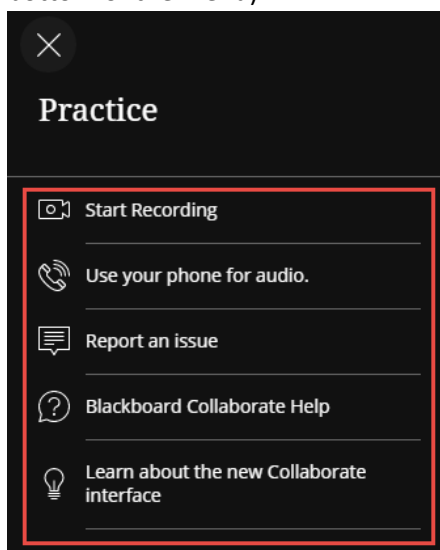 Practice
Start Recording
Use your phone for audio.
Report an issue
Blackboard Collaborate Help
Learn about the new Collaborate
interface